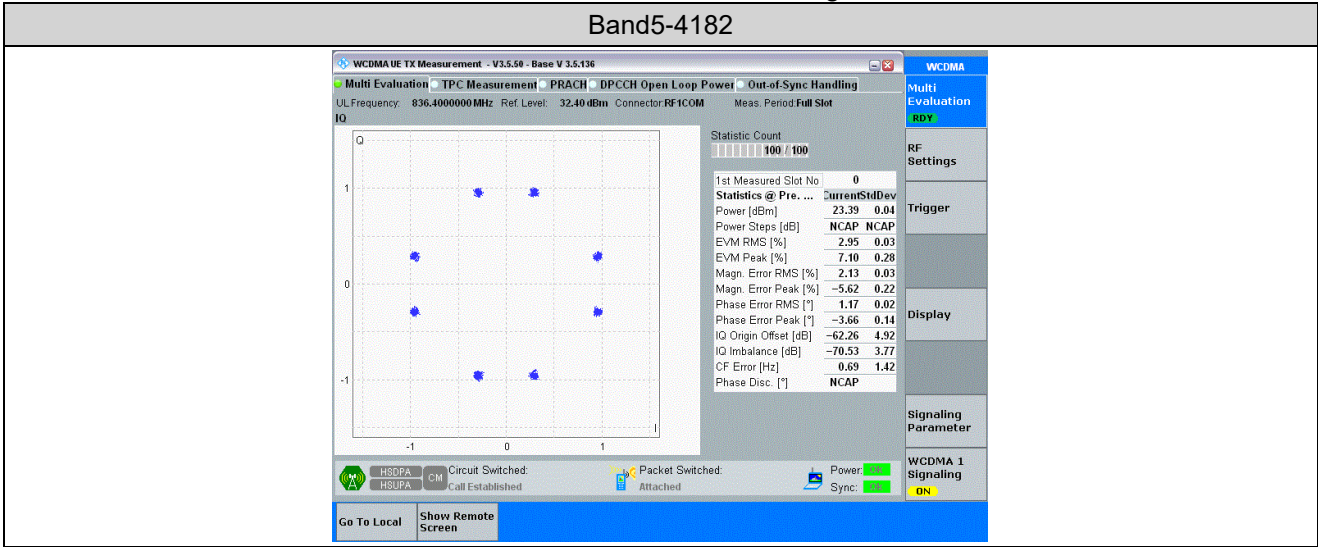 Band5-4182
WCDMA UE TX Measurement - V3.5.50 - Base V 3.5.136
WCDMA
Multi Evaluation TPC Measurement PRACH DPCCH Open Loop Power Out-of-Sync Handling
Multi
Evaluation
RDY
UL Frequency: 836.4000000 MHz Ref. Level: 32.40 dBm Connector:RF1COM Meas. Period:Full Slot
IQ
Q
1
0
-1
-1 0 1
I
Statistic Count
100 / 100
1st Measured Slot No 0
Statistics @ Pre. ... Current StdDev
Power [dBm] 23.39 0.04
Power Steps [dB] NCAP NCAP
EVM RMS [%] 2.95 0.03
EVM Peak [%] 7.10 0.28
Magn. Error RMS [%] 2.13 0.03
Magn. Error Peak [%] -5.62 0.22
Phase Error RMS [°] 1.17 0.02
Phase Error Peak [°] -3.66 0.14
IQ Origin Offset [dB] -62.26 4.92
IQ Imbalance [dB] -70.53 3.77
CF Error [Hz] 0.69 1.42
Phase Disc. [°] NCAP
RF
Settings
Trigger
Display
Signaling
Parameter
WCDMA 1
Signaling
ON
HSDPA
HSUPA
CM
Circuit Switched:
Call Established
Packet Switched:
Attached
Power:
Sync:
Go To Local
Show Remote
Screen